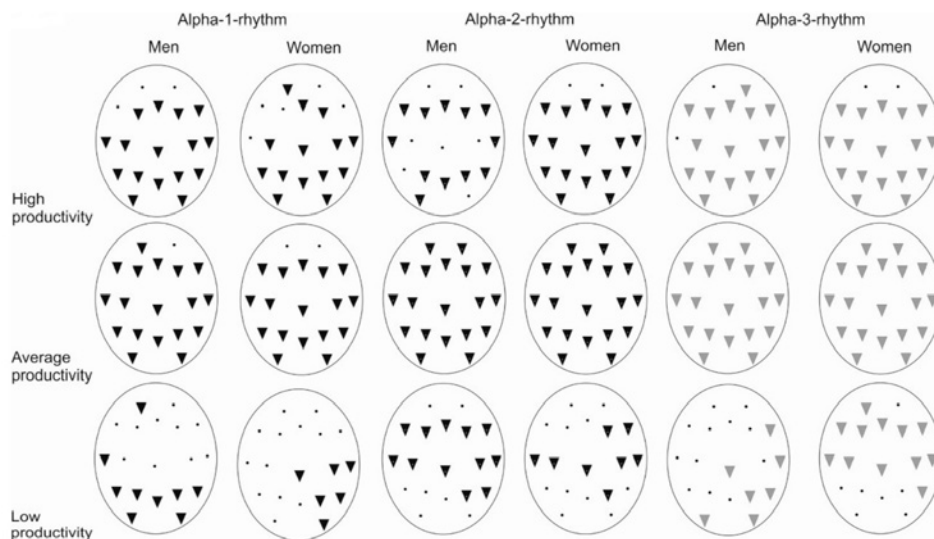 Alpha-1-rhythm Alpha-2-rhythm Alpha-3-rhythm
Men Women Men Women Men Women
High
productivity
Average
productivity
Low
productivity